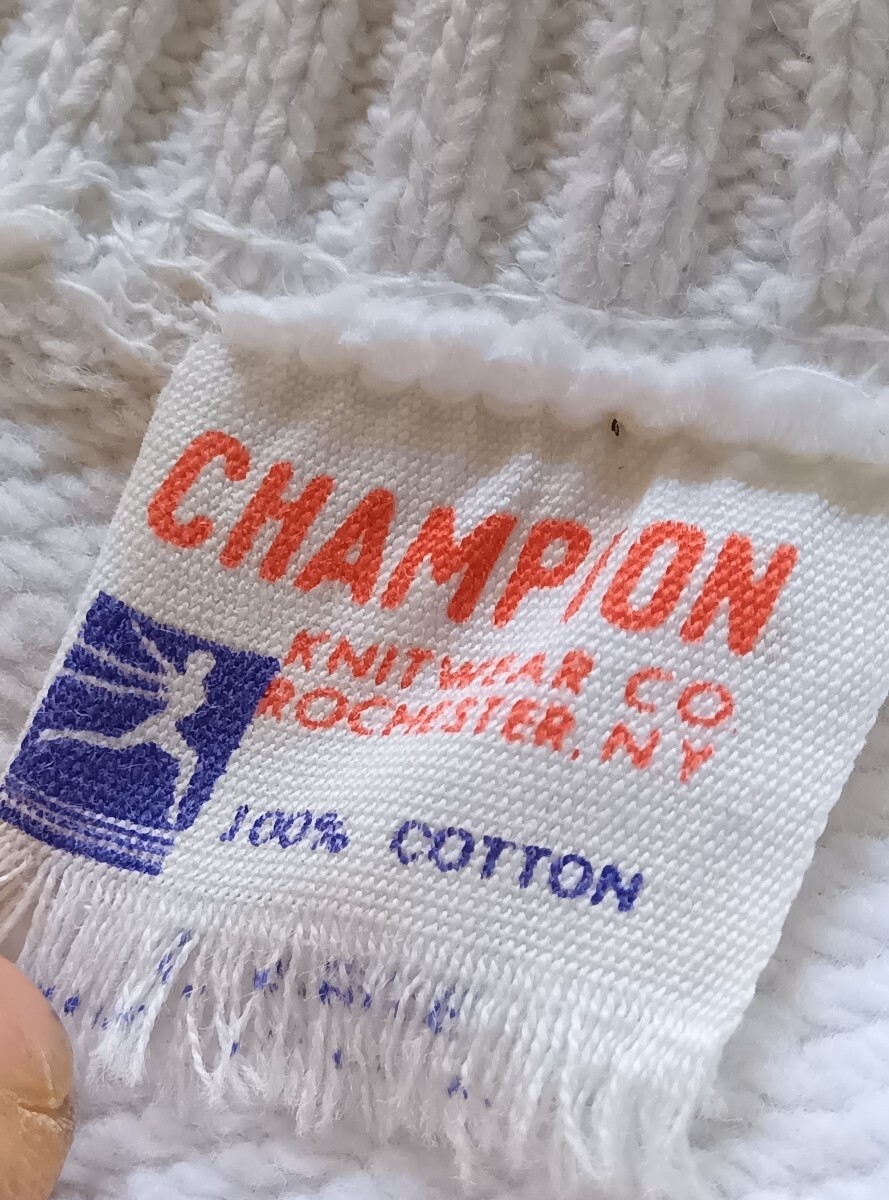 CHAMPION
KNITWEAR CO
ROCHESTER, NY
100% COTTON